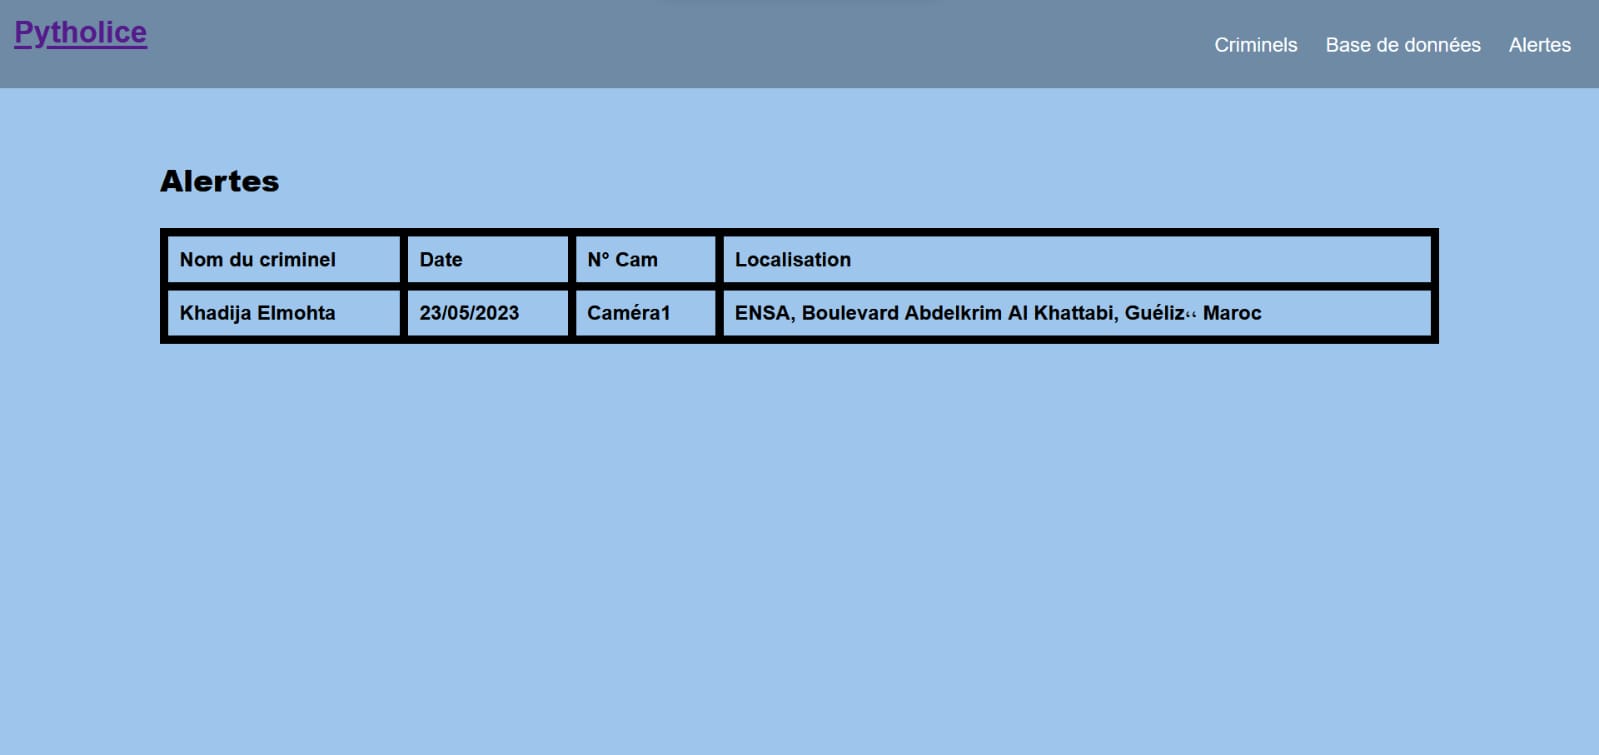 Pytholice
Criminels Base de données Alertes
Alertes
Nom du criminel Date N° Cam Localisation
Khadija Elmohta 23/05/2023 Caméra1 ENSA, Boulevard Abdelkrim Al Khattabi, Guéliz،، Maroc